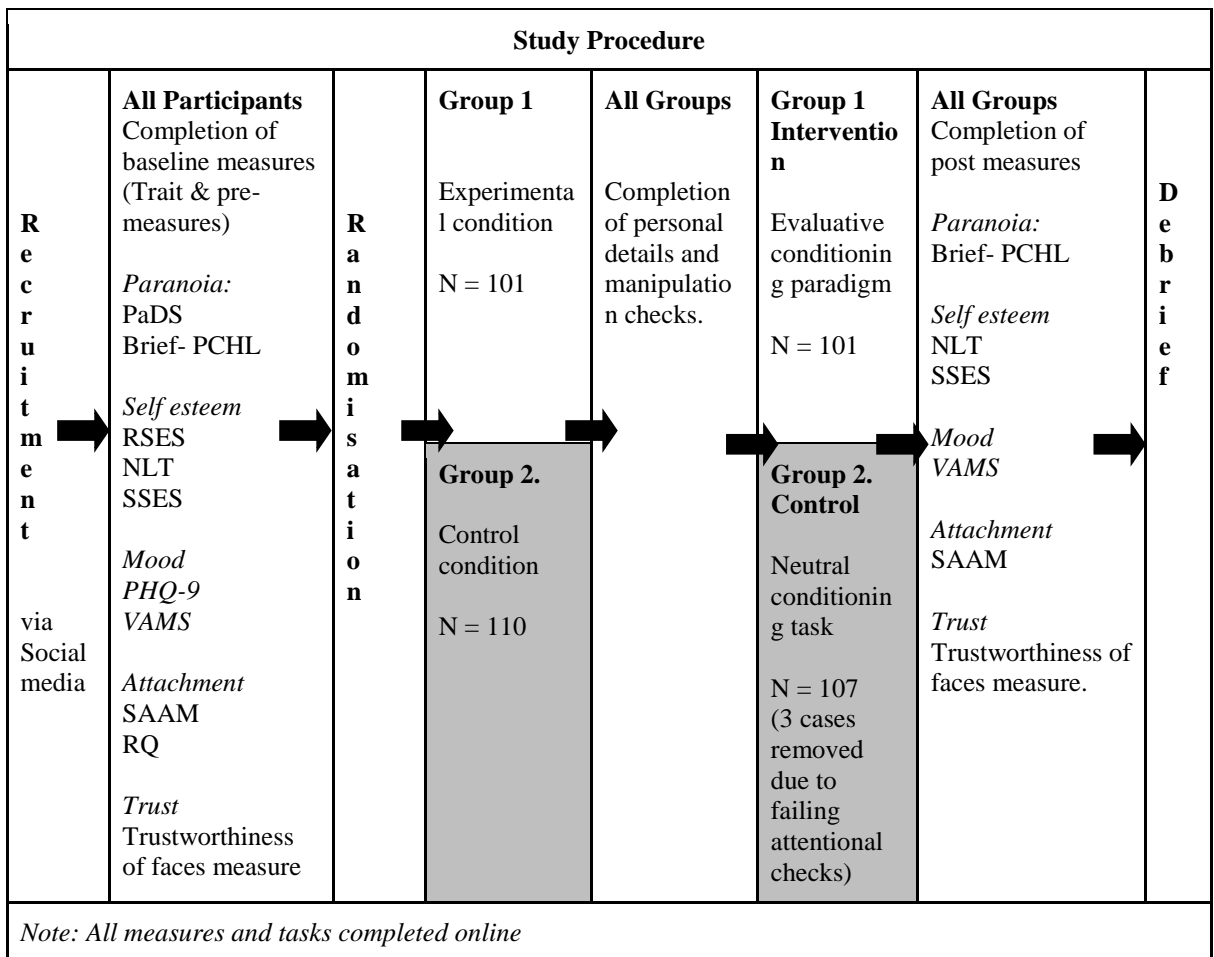 Study Procedure
R
e
c
r
u
i
t
m
e
n
t
via
Social
media
All Participants
Completion of
baseline measures
(Trait & pre-
measures)
Paranoia:
PaDS
Brief- PCHL
Self esteem
RSES
NLT
SSES
Mood
PHQ-9
VAMS
Attachment
SAAM
RQ
Trust
Trustworthiness
of faces measure
R
a
n
d
o
m
i
s
a
t
i
o
n
Group 1
Experimenta
l condition
N = 101
Group 2.
Control
condition
N = 110
All Groups
Completion
of personal
details and
manipulatio
n checks.
Group 1
Interventio
n
Evaluative
conditionin
g paradigm
N = 101
Group 2.
Control
Neutral
conditionin
g task
N = 107
(3 cases
removed
due to
failing
attentional
checks)
All Groups
Completion of
post measures
Paranoia:
Brief- PCHL
Self esteem
NLT
SSES
Mood
VAMS
Attachment
SAAM
Trust
Trustworthiness of
faces measure.
D
e
b
r
i
e
f
Note: All measures and tasks completed online